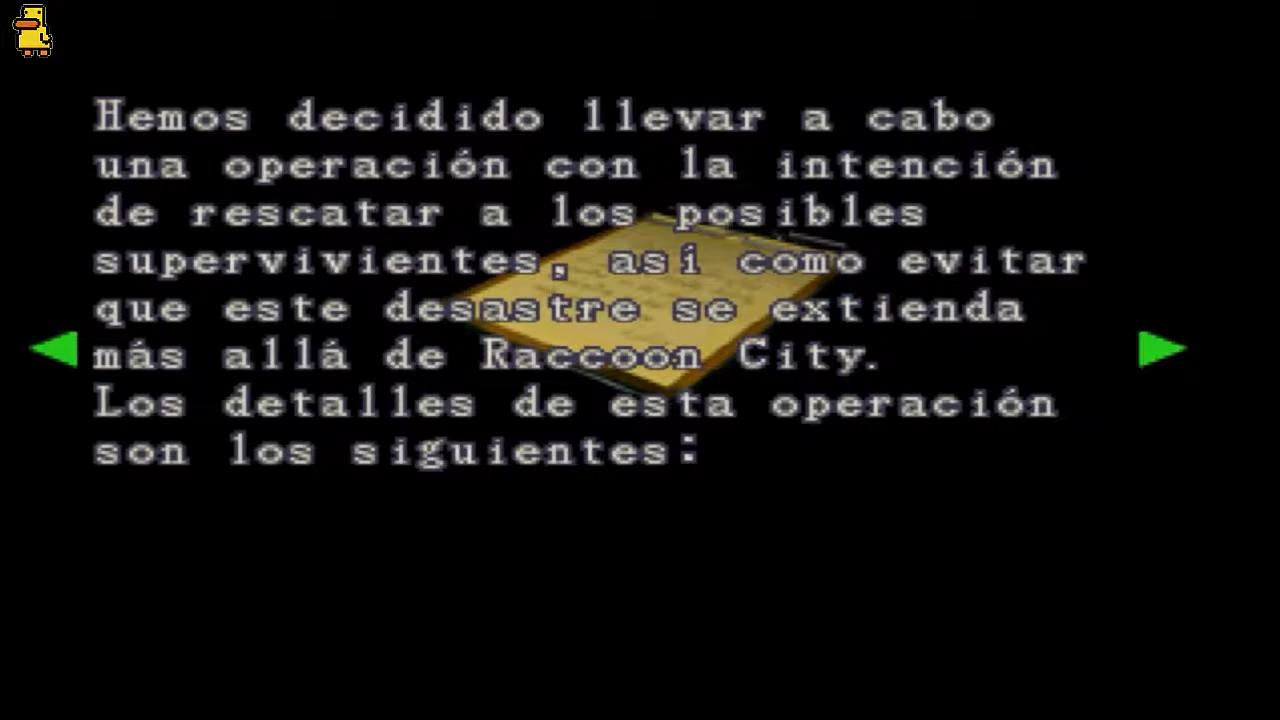 Hemos decidido llevar a cabo
una operación con la intención
de rescatar a los posibles
supervivientes, así como evitar
que este desastre se extienda
más allá de Raccoon City.
Los detalles de esta operación
son los siguientes: